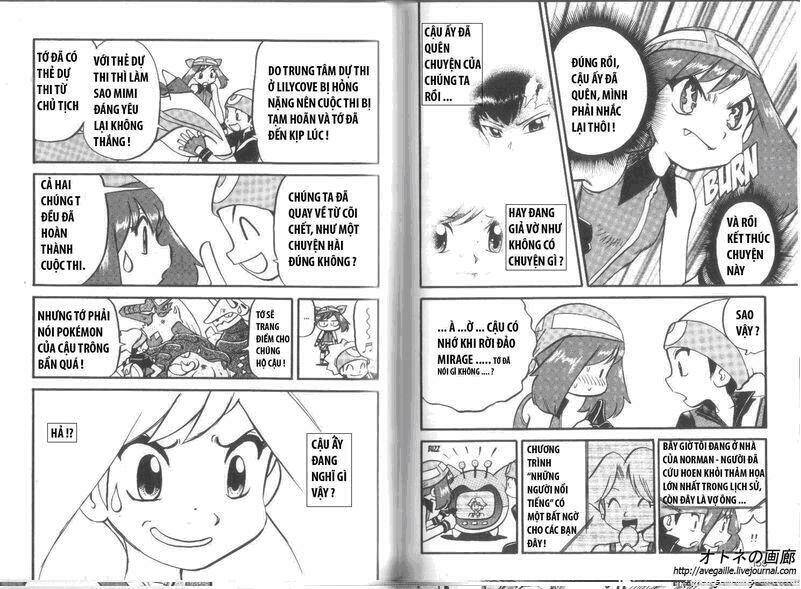 ĐÚNG RỒI,
CẬU ẤY ĐÃ
QUÊN, MÌNH
PHẢI NHẮC
LẠI THÔI !
BURN
VÀ RỒI
KẾT THÚC
CHUYỆN
NÀY
CẬU ẤY ĐÃ
QUÊN
CHUYỆN CỦA
CHÚNG TA
RỒI ...
HAY ĐANG
GIẢ VỜ NHƯ
KHÔNG CÓ
CHUYỆN GÌ ?
SAO
VẬY ?
... À ...Ờ ... CẬU CÓ
NHỚ KHI RỜI ĐẢO
MIRAGE ..... TỚ ĐÃ
NÓI GÌ KHÔNG .... ?
BÂY GIỜ TÔI ĐANG Ở NHÀ
CỦA NORMAN - NGƯỜI ĐÃ
CỨU HOEN KHỎI THẢM HỌA
LỚN NHẤT TRONG LỊCH SỬ,
CÒN ĐÂY LÀ VỢ ÔNG ...
!!
CHƯƠNG
TRÌNH
"NHỮNG
NGƯỜI NỔI
TIẾNG" CÓ
MỘT BẤT NGỜ
CHO CÁC BẠN
ĐÂY !
BZZZ
DO TRUNG TÂM DỰ THI
Ở LILYCOVE BỊ HỎNG
NẶNG NÊN CUỘC THI BỊ
TẠM HOÃN VÀ TỚ ĐÃ
ĐẾN KỊP LÚC !
VỚI THẺ DỰ
THI THÌ LÀM
SAO MIMI
ĐÁNG YÊU
LẠI KHÔNG
THẮNG !
TỚ ĐÃ CÓ
THẺ DỰ
THI TỪ
CHỦ TỊCH
CHÚNG TA ĐÃ
QUAY VỀ TỪ CÕI
CHẾT, NHƯ MỘT
CHUYỆN HÀI
ĐÚNG KHÔNG ?
CẢ HAI
CHÚNG T
ĐỀU ĐÃ
HOÀN
THÀNH
CUỘC THI.
TỚ SẼ
TRANG
ĐIỂM CHO
CHÚNG
HỘ CẬU !
NHƯNG TỚ PHẢI
NÓI POKÉMON
CỦA CẬU TRÔNG
BẨN QUÁ !
CẬU ẤY
ĐANG
NGHĨ GÌ
VẬY ?
HẢ !?
オトネの画廊
http://avegaille.livejournal.com/